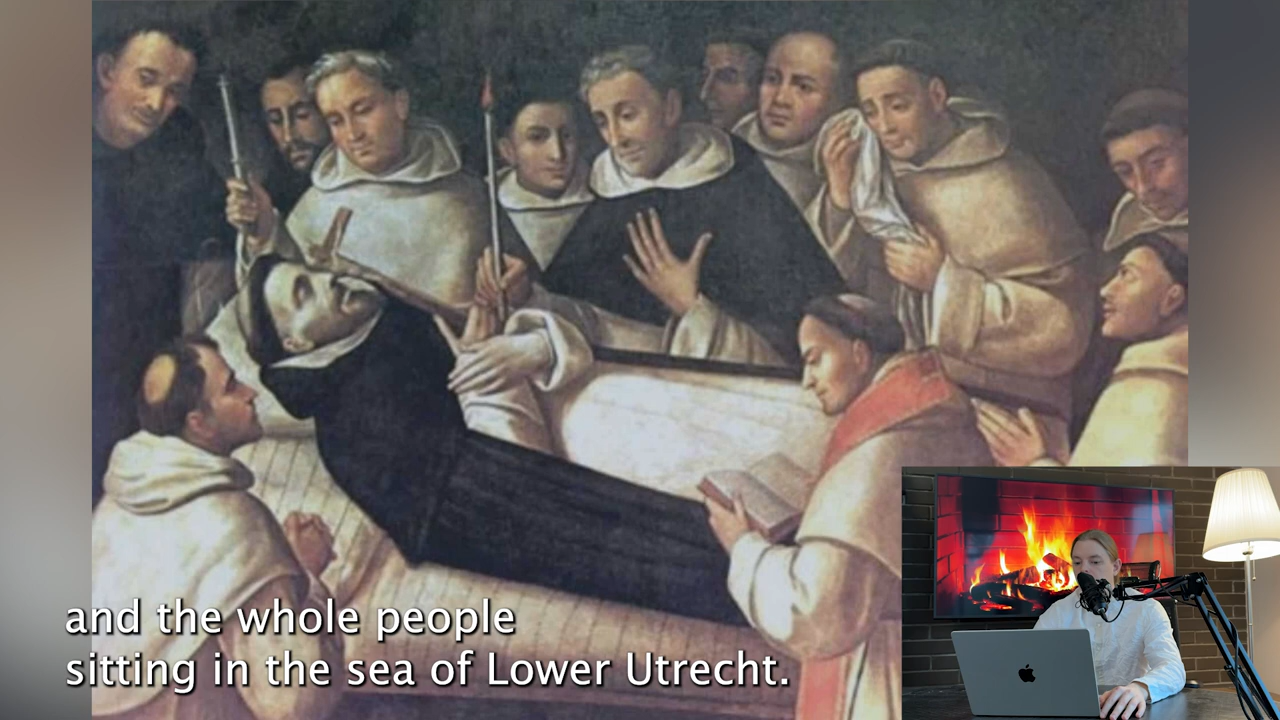 and the whole people
sitting in the sea of Lower Utrecht.